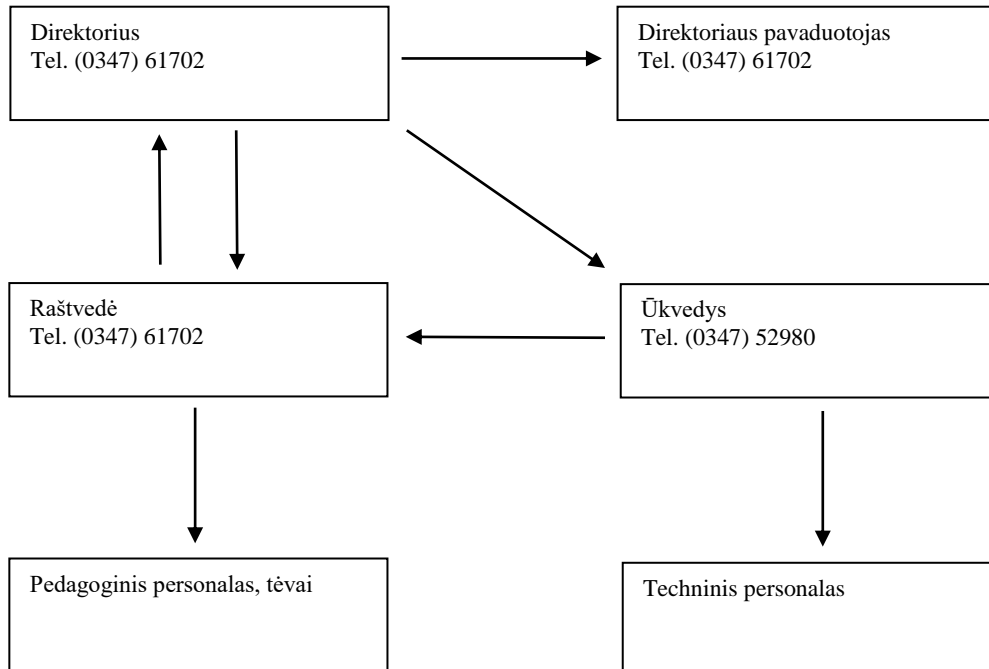 Direktorius
Tel. (0347) 61702
Direktoriaus pavaduotojas
Tel. (0347) 61702
Raštvedė
Tel. (0347) 61702
Ūkvedys
Tel. (0347) 52980
Pedagoginis personalas, tėvai
Techninis personalas